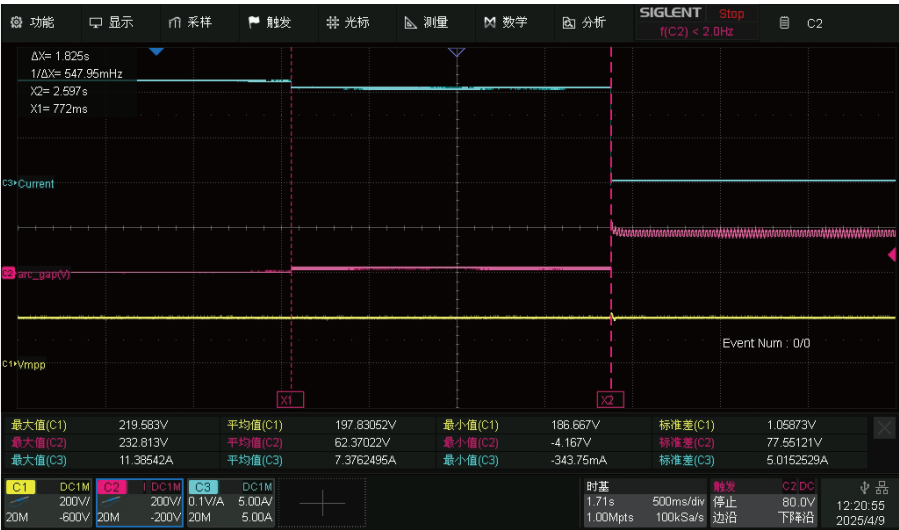 功能 显示 采样 触发 光标 测量 数学 分析 SIGLENT Stop C2
f(C2) < 2.0Hz
ΔX= 1.825s
1/ΔX= 547.95mHz
X2= 2.597s
X1= 772ms
C3 Current
C2 arc_gap(V)
Event Num : 0/0
C1 Vmpp
X1 X2
最大值(C1) 219.583V 平均值(C1) 197.83052V 最小值(C1) 186.667V 标准差(C1) 1.05873V
最大值(C2) 232.813V 平均值(C2) 62.37022V 最小值(C2) -4.167V 标准差(C2) 77.55121V
最大值(C3) 11.38542A 平均值(C3) 7.3762495A 最小值(C3) -343.75mA 标准差(C3) 5.0152529A
C1 DC1M C2 I DC1M C3 DC1M 时基 触发 C2 DC
200V/ 200V/ 0.1V/A 5.00A/ 1.71s 500ms/div 停止 80.0V
20M -600V 20M -200V 20M 5.00A 1.00Mpts 100kSa/s 边沿 下降沿
12:20:55
2025/4/9